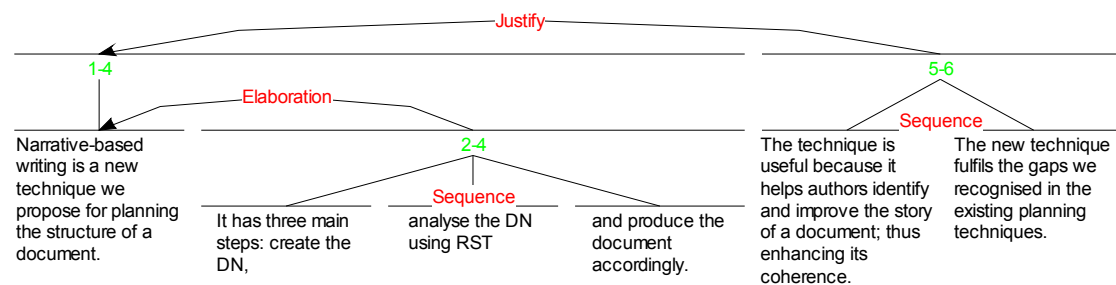 Justify
1-4
5-6
Elaboration
Narrative-based
writing is a new
technique we
propose for planning
the structure of a
document.
2-4
Sequence
It has three main
steps: create the
DN,
analyse the DN
using RST
and produce the
document
accordingly.
Sequence
The technique is
useful because it
helps authors identify
and improve the story
of a document; thus
enhancing its
coherence.
The new technique
fulfils the gaps we
recognised in the
existing planning
techniques.